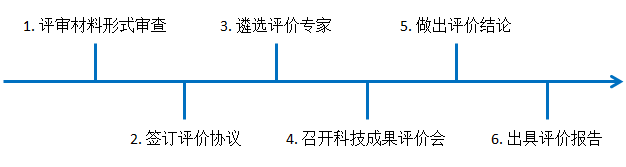 1. 评审材料形式审查
2. 签订评价协议
3. 遴选评价专家
4. 召开科技成果评价会
5. 做出评价结论
6. 出具评价报告